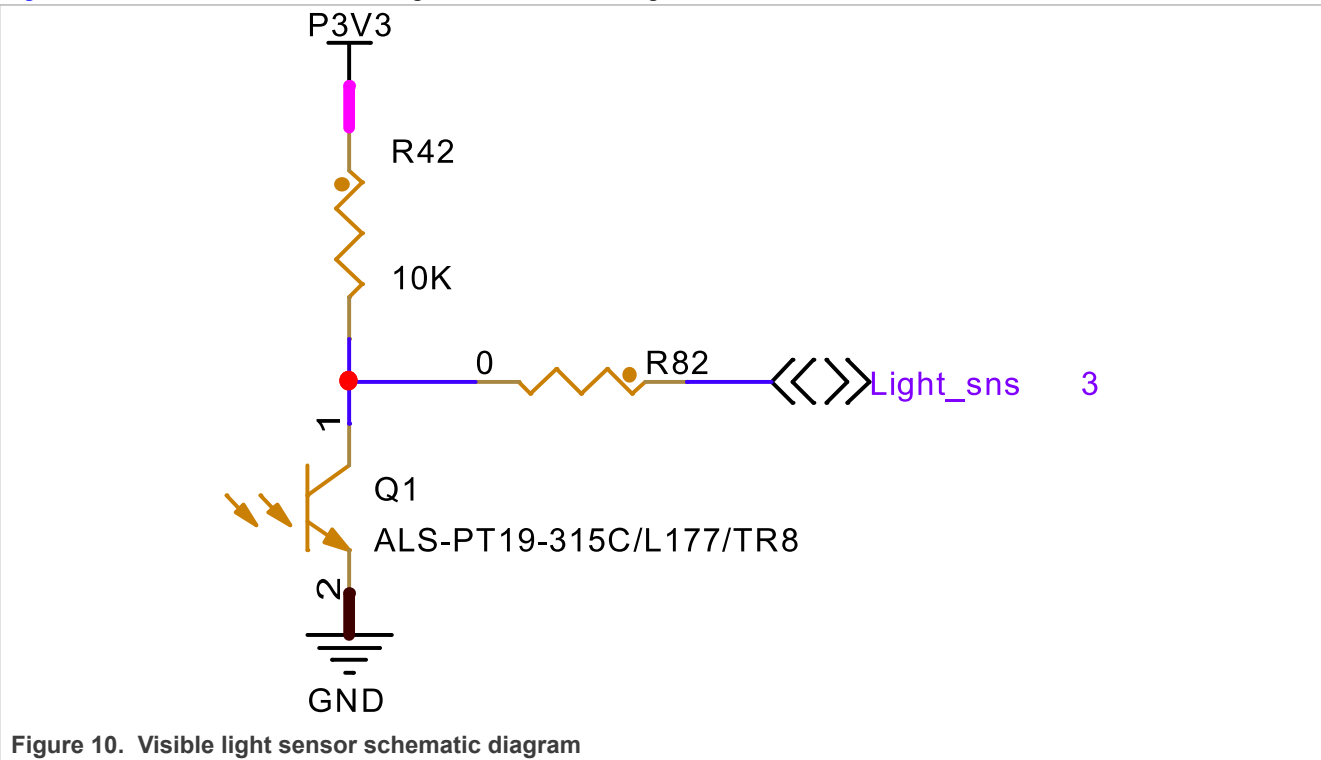 P3V3
R42
10K
0 R82
Light_sns 3
1
Q1
ALS-PT19-315C/L177/TR8
2
GND
Figure 10. Visible light sensor schematic diagram